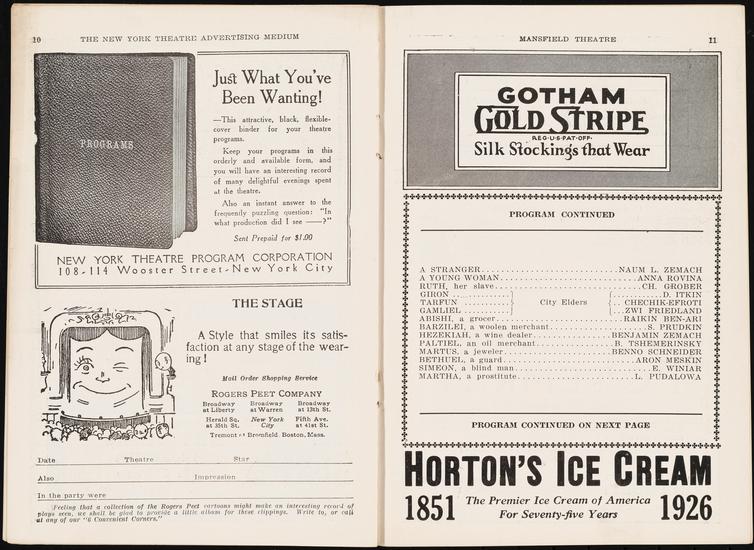 10 THE NEW YORK THEATRE ADVERTISING MEDIUM
PROGRAMS
Just What You've
Been Wanting!
—This attractive, black, flexible-
cover binder for your theatre
programs.
Keep your programs in this
orderly and available form, and
you will have an interesting record
of many delightful evenings spent
at the theatre.
Also an instant answer to the
frequently puzzling question: "In
what production did I see ——?"
Sent Prepaid for $1.00
NEW YORK THEATRE PROGRAM CORPORATION
108-114 Wooster Street-New York City
THE STAGE
A Style that smiles its satis-
faction at any stage of the wear-
ing!
Mail Order Shopping Service
ROGERS PEET COMPANY
Broadway Broadway Broadway
at Liberty at Warren at 13th St.
Herald Sq. New York Fifth Ave.
at 35th St. City at 41st St.
Tremont at Bromfield, Boston, Mass.
Date Theatre Star
Also Impression
In the party were
Feeling that a collection of the Rogers Peet cartoons might make an interesting record of
plays seen, we shall be glad to provide a little album for these clippings. Write to, or call
at any of our "6 Convenient Corners."
MANSFIELD THEATRE 11
GOTHAM
GOLD STRIPE
REG·U·S·PAT·OFF·
Silk Stockings that Wear
PROGRAM CONTINUED
A STRANGER....NAUM L. ZEMACH
A YOUNG WOMAN....ANNA ROVINA
RUTH, her slave....CH. GROBER
GIRON ....D. ITKIN
TARFUN .... City Elders .. CHECHIK-EFROTI
GAMLIEL ....ZWI FRIEDLAND
ABISHI, a grocer....RAIKIN BEN-ARI
BARZILEI, a woolen merchant....S. PRUDKIN
HEZEKIAH, a wine dealer....BENJAMIN ZEMACH
PALTIEL, an oil merchant....B. TSHEMERINSKY
MARTUS, a jeweler....BENNO SCHNEIDER
BETHUEL, a guard....ARON MESKIN
SIMEON, a blind man....E. WINIAR
MARTHA, a prostitute....L. PUDALOWA
PROGRAM CONTINUED ON NEXT PAGE
HORTON'S ICE CREAM
1851 The Premier Ice Cream of America 1926
For Seventy-five Years